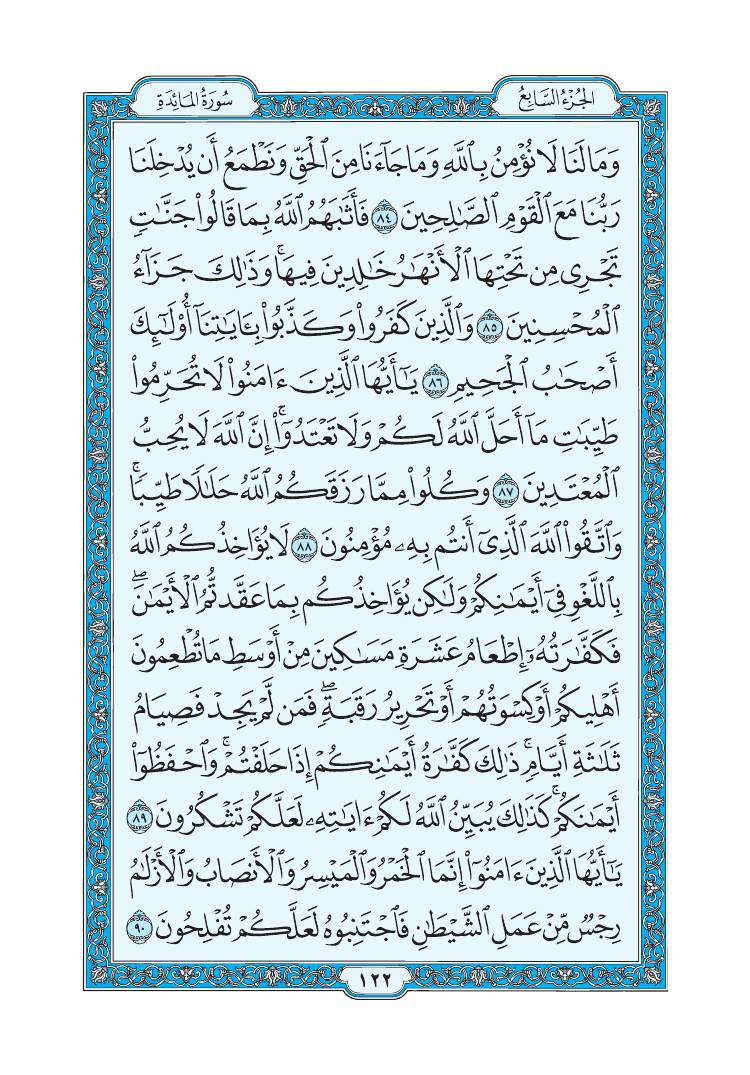 الجُزْءُ السَّابِعُ
سُورَةُ المَائِدَةِ
وَمَا لَنَا لَا نُؤْمِنُ بِٱللَّهِ وَمَا جَآءَنَا مِنَ ٱلْحَقِّ وَنَطْمَعُ أَن يُدْخِلَنَا
رَبُّنَا مَعَ ٱلْقَوْمِ ٱلصَّٰلِحِينَ ٨٤ فَأَثَٰبَهُمُ ٱللَّهُ بِمَا قَالُوا۟ جَنَّٰتٍ
تَجْرِى مِن تَحْتِهَا ٱلْأَنْهَٰرُ خَٰلِدِينَ فِيهَا ۚ وَذَٰلِكَ جَزَآءُ
ٱلْمُحْسِنِينَ ٨٥ وَٱلَّذِينَ كَفَرُوا۟ وَكَذَّبُوا۟ بِـَٔايَٰتِنَآ أُو۟لَٰٓئِكَ
أَصْحَٰبُ ٱلْجَحِيمِ ٨٦ يَٰٓأَيُّهَا ٱلَّذِينَ ءَامَنُوا۟ لَا تُحَرِّمُوا۟
طَيِّبَٰتِ مَآ أَحَلَّ ٱللَّهُ لَكُمْ وَلَا تَعْتَدُوٓا۟ ۚ إِنَّ ٱللَّهَ لَا يُحِبُّ
ٱلْمُعْتَدِينَ ٨٧ وَكُلُوا۟ مِمَّا رَزَقَكُمُ ٱللَّهُ حَلَٰلًا طَيِّبًا ۚ
وَٱتَّقُوا۟ ٱللَّهَ ٱلَّذِىٓ أَنتُم بِهِۦ مُؤْمِنُونَ ٨٨ لَا يُؤَاخِذُكُمُ ٱللَّهُ
بِٱللَّغْوِ فِىٓ أَيْمَٰنِكُمْ وَلَٰكِن يُؤَاخِذُكُم بِمَا عَقَّدتُّمُ ٱلْأَيْمَٰنَ ۖ
فَكَفَّٰرَتُهُۥٓ إِطْعَامُ عَشَرَةِ مَسَٰكِينَ مِنْ أَوْسَطِ مَا تُطْعِمُونَ
أَهْلِيكُمْ أَوْ كِسْوَتُهُمْ أَوْ تَحْرِيرُ رَقَبَةٍ ۖ فَمَن لَّمْ يَجِدْ فَصِيَامُ
ثَلَٰثَةِ أَيَّامٍ ۚ ذَٰلِكَ كَفَّٰرَةُ أَيْمَٰنِكُمْ إِذَا حَلَفْتُمْ ۚ وَٱحْفَظُوٓا۟
أَيْمَٰنَكُمْ ۚ كَذَٰلِكَ يُبَيِّنُ ٱللَّهُ لَكُمْ ءَايَٰتِهِۦ لَعَلَّكُمْ تَشْكُرُونَ ٨٩
يَٰٓأَيُّهَا ٱلَّذِينَ ءَامَنُوٓا۟ إِنَّمَا ٱلْخَمْرُ وَٱلْمَيْسِرُ وَٱلْأَنصَابُ وَٱلْأَزْلَٰمُ
رِجْسٌ مِّنْ عَمَلِ ٱلشَّيْطَٰنِ فَٱجْتَنِبُوهُ لَعَلَّكُمْ تُفْلِحُونَ ٩٠
١٢٢